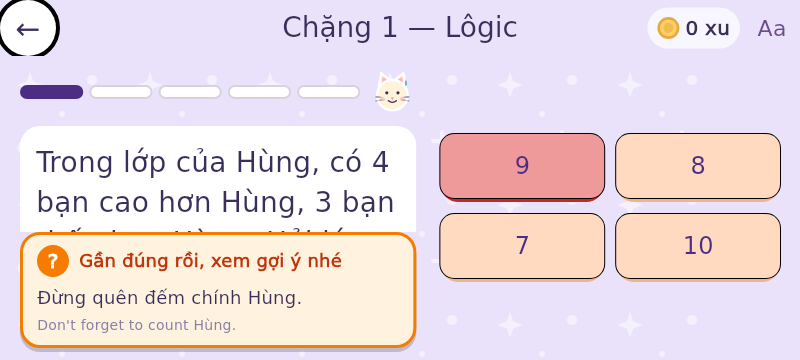 ←
Chặng 1 — Lôgic
0 xu
Aa
Trong lớp của Hùng, có 4
bạn cao hơn Hùng, 3 bạn
?
Gần đúng rồi, xem gợi ý nhé
Đừng quên đếm chính Hùng.
Don't forget to count Hùng.
9
8
7
10